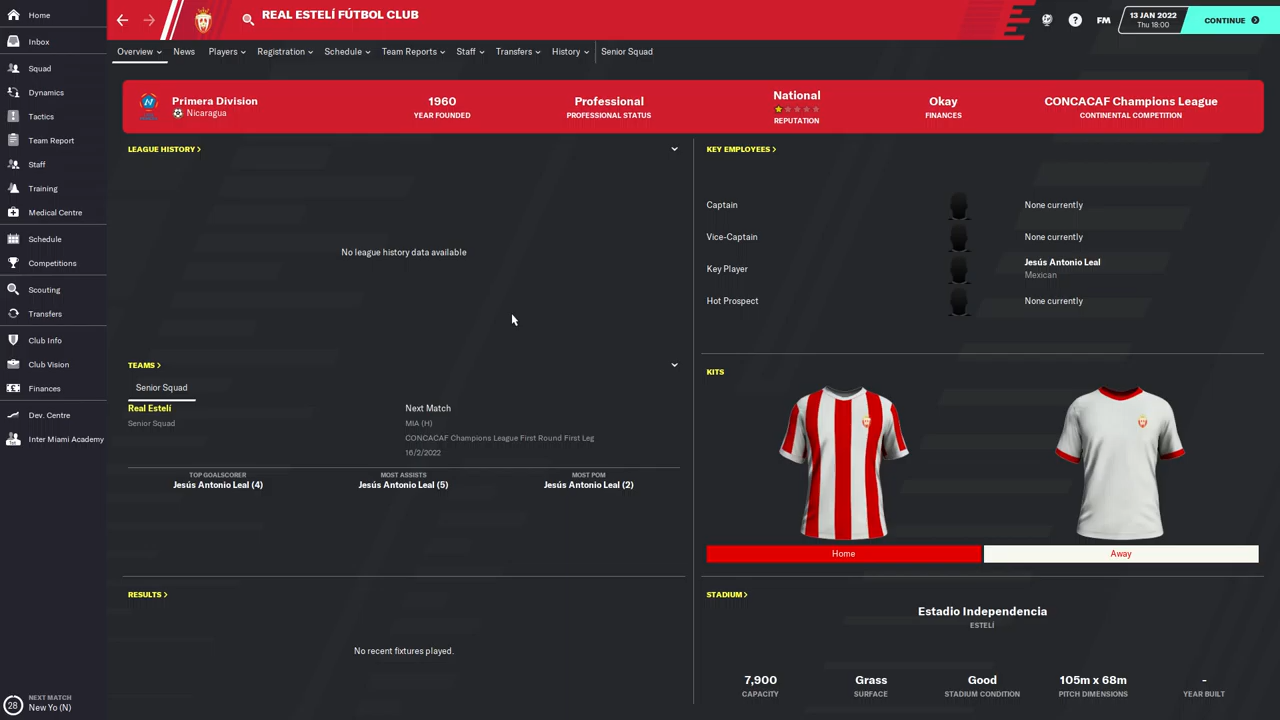 REAL ESTELÍ FÚTBOL CLUB
FM
13 JAN 2022
Thu 18:00
CONTINUE
Home
Inbox
Squad
Dynamics
Tactics
Team Report
Staff
Training
Medical Centre
Schedule
Competitions
Scouting
Transfers
Club Info
Club Vision
Finances
Dev. Centre
Inter Miami Academy
28
NEXT MATCH
New Yo (N)
Overview
News
Players
Registration
Schedule
Team Reports
Staff
Transfers
History
Senior Squad
Primera Division
Nicaragua
1960
YEAR FOUNDED
Professional
PROFESSIONAL STATUS
National
REPUTATION
Okay
FINANCES
CONCACAF Champions League
CONTINENTAL COMPETITION
LEAGUE HISTORY >
No league history data available
TEAMS >
Senior Squad
Real Estelí
Senior Squad
Next Match
MIA (H)
CONCACAF Champions League First Round First Leg
16/2/2022
TOP GOALSCORER
Jesús Antonio Leal (4)
MOST ASSISTS
Jesús Antonio Leal (5)
MOST POM
Jesús Antonio Leal (2)
RESULTS >
No recent fixtures played.
KEY EMPLOYEES >
Captain
None currently
Vice-Captain
None currently
Key Player
Jesús Antonio Leal
Mexican
Hot Prospect
None currently
KITS
Home
Away
STADIUM >
Estadio Independencia
ESTELÍ
7,900
CAPACITY
Grass
SURFACE
Good
STADIUM CONDITION
105m x 68m
PITCH DIMENSIONS
-
YEAR BUILT